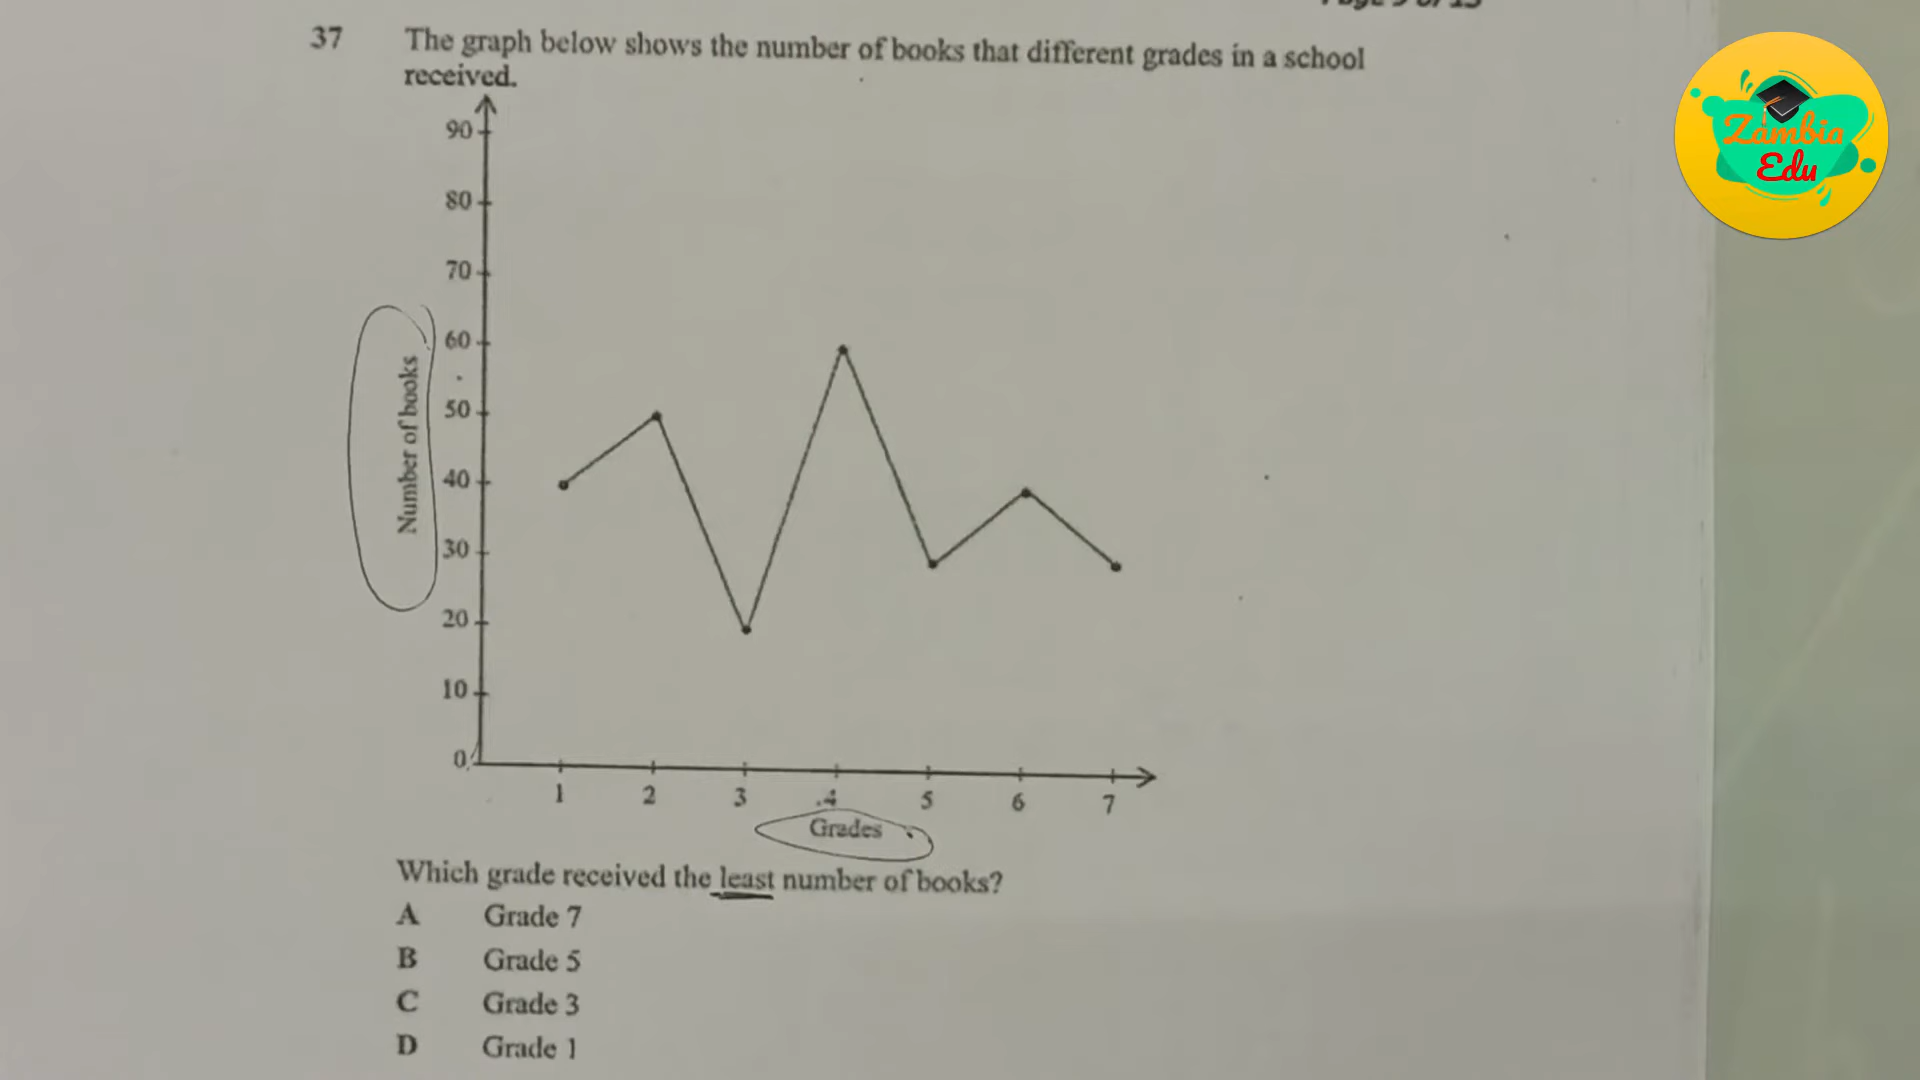 37 The graph below shows the number of books that different grades in a school
received.
90
80
70
60
50
40
30
20
10
0
Number of books
1 2 3 4 5 6 7
Grades
Which grade received the least number of books?
A Grade 7
B Grade 5
C Grade 3
D Grade 1
Zambia
Edu